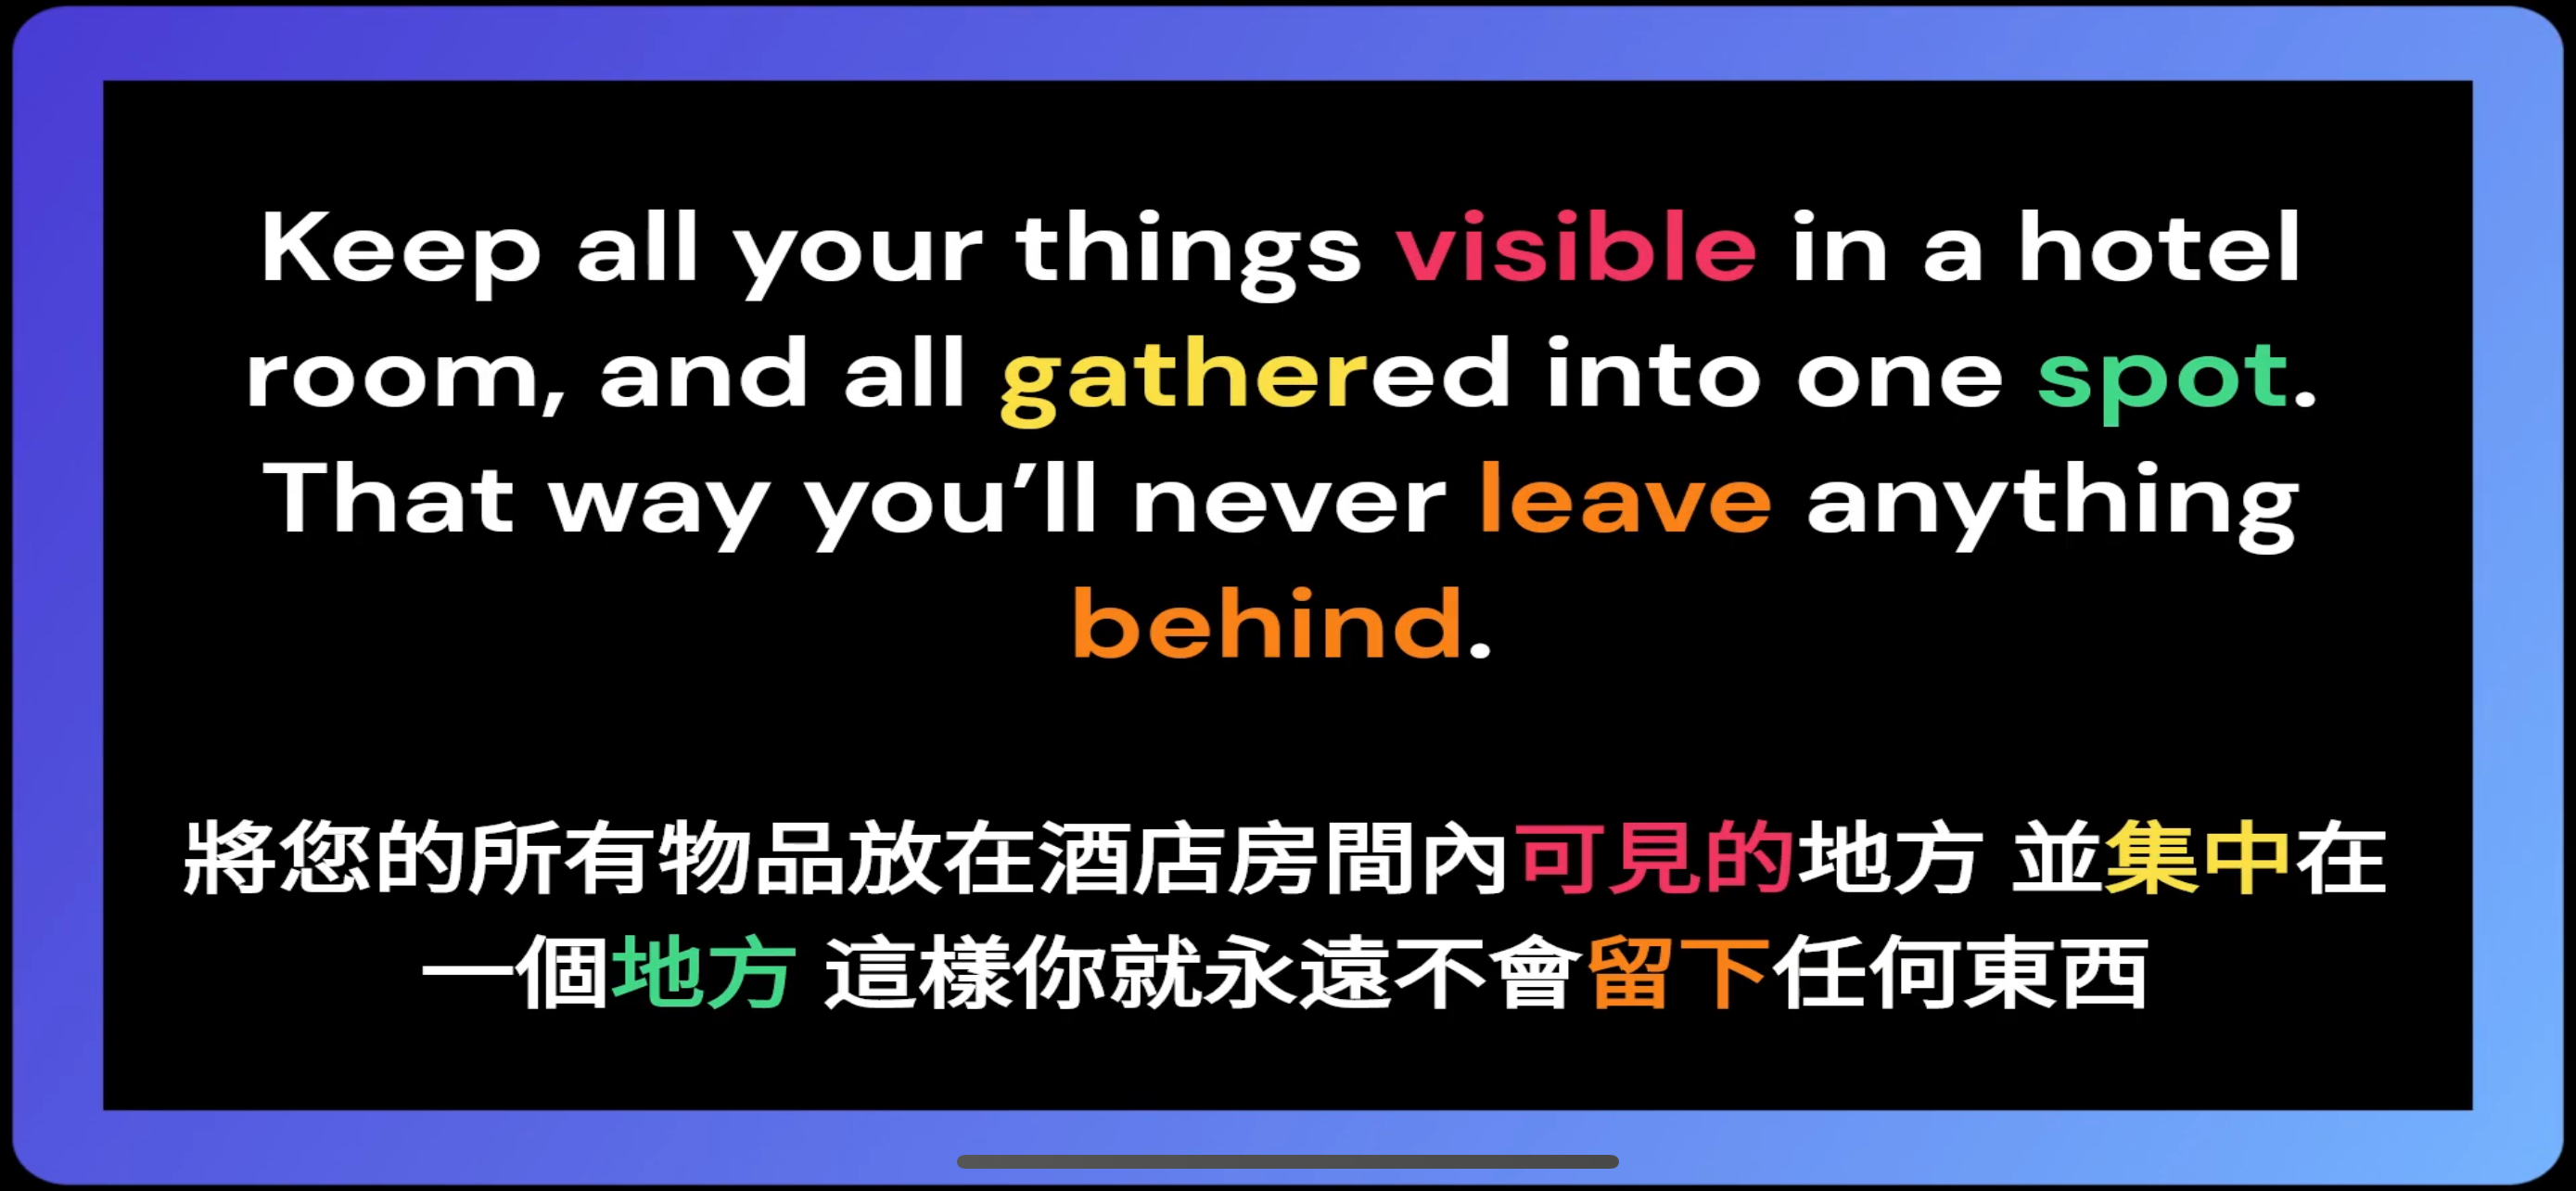 Keep all your things visible in a hotel
room, and all gathered into one spot.
That way you’ll never leave anything
behind.
將您的所有物品放在酒店房間內可見的地方 並集中在
一個地方 這樣你就永遠不會留下任何東西